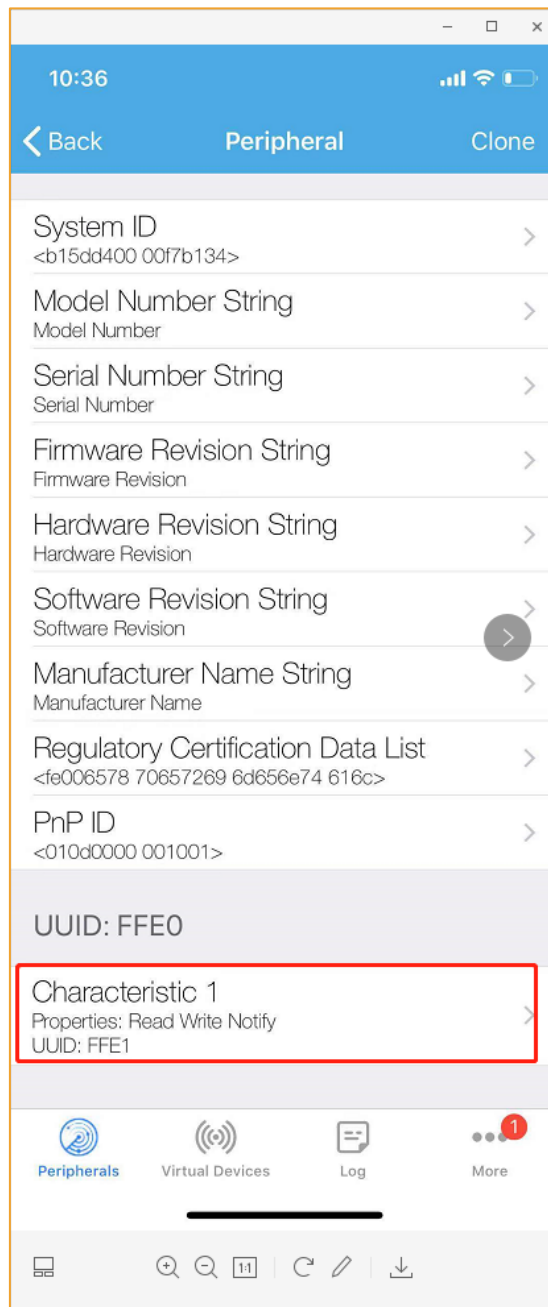 10:36
Back Peripheral Clone
System ID
<b15dd400 00f7b134>
Model Number String
Model Number
Serial Number String
Serial Number
Firmware Revision String
Firmware Revision
Hardware Revision String
Hardware Revision
Software Revision String
Software Revision
Manufacturer Name String
Manufacturer Name
Regulatory Certification Data List
<fe006578 70657269 6d656e74 616c>
PnP ID
<010d0000 001001>
UUID: FFE0
Characteristic 1
Properties: Read Write Notify
UUID: FFE1
1
Peripherals Virtual Devices Log More
1:1